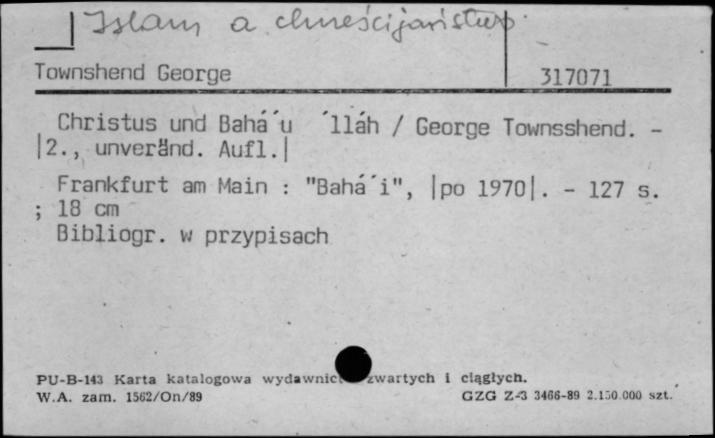 Islam a chrześcijaństwo
Townshend George 317071
Christus und Bahá´u ´lláh / George Townsshend. -
|2., unveränd. Aufl.|
Frankfurt am Main : "Bahá´i", |po 1970|. - 127 s.
; 18 cm
Bibliogr. w przypisach
PU-B-143 Karta katalogowa wydawnict zwartych i ciągłych.
W.A. zam. 1562/On/89 GZG Z-3 3466-89 2.150.000 szt.